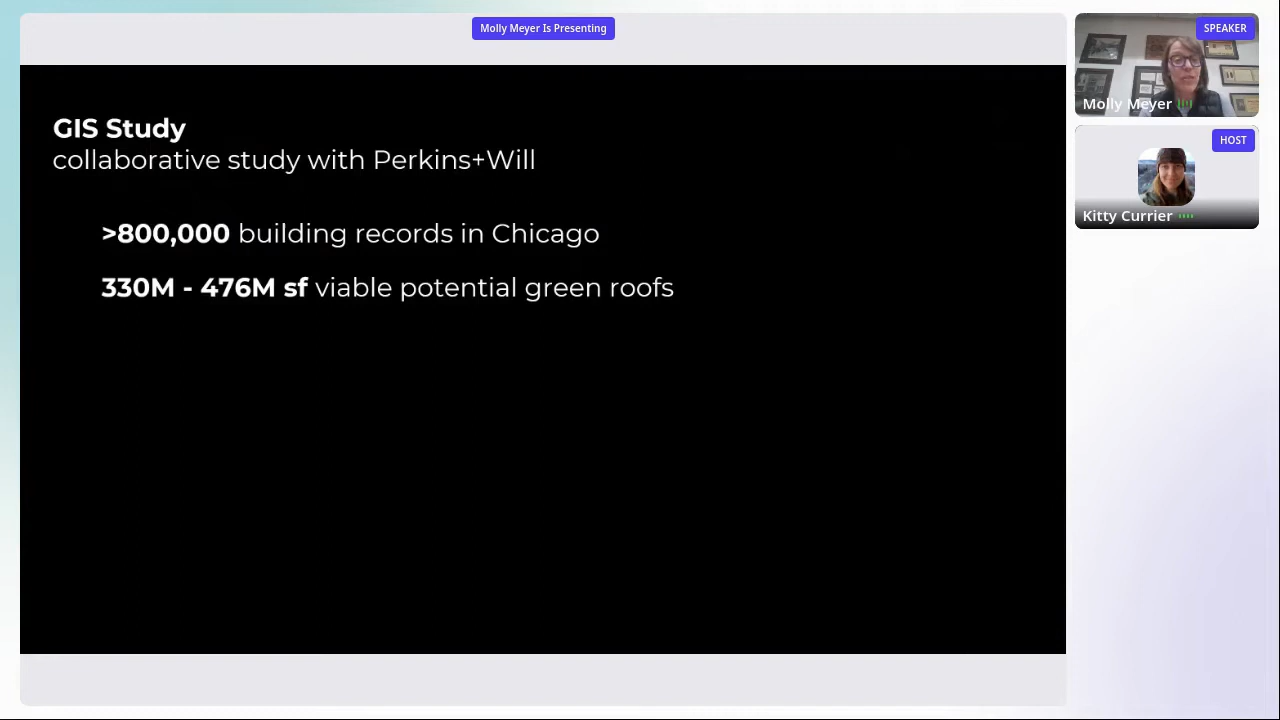 Molly Meyer Is Presenting
GIS Study
collaborative study with Perkins+Will
>800,000 building records in Chicago
330M - 476M sf viable potential green roofs
SPEAKER
Molly Meyer
HOST
Kitty Currier